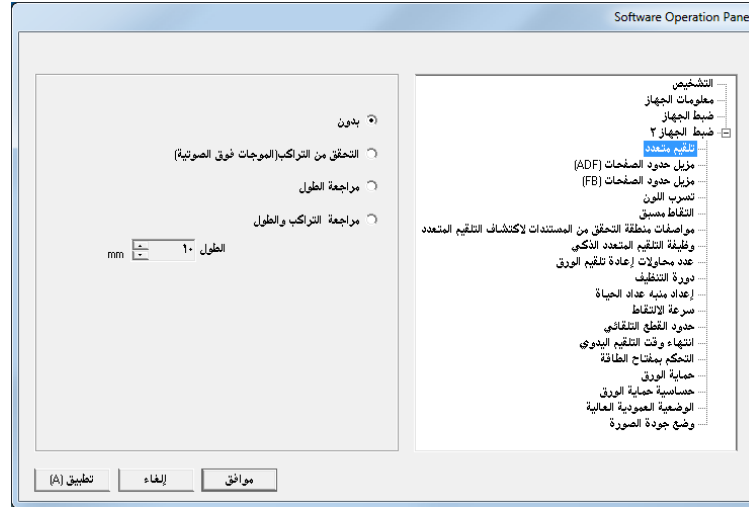 Software Operation Pane
التشخيص
معلومات الجهاز
ضبط الجهاز
ضبط الجهاز ٢
تلقيم متعدد
مزيل حدود الصفحات (ADF)
مزيل حدود الصفحات (FB)
تسرب اللون
التقاط مسبق
مواصفات منطقة التحقق من المستندات لاكتشاف التلقيم المتعدد
وظيفة التلقيم المتعدد الذكي
عدد محاولات إعادة تلقيم الورق
دورة التنظيف
إعداد منبه عداد الحياة
سرعة الالتقاط
حدود القطع التلقائي
انتهاء وقت التلقيم اليدوي
التحكم بمفتاح الطاقة
حماية الورق
حساسية حماية الورق
الوضعية العمودية العالية
وضع جودة الصورة
بدون
التحقق من التراكب(الموجات فوق الصوتية)
مراجعة الطول
مراجعة التراكب والطول
الطول ١٠ mm
موافق إلغاء تطبيق (A)